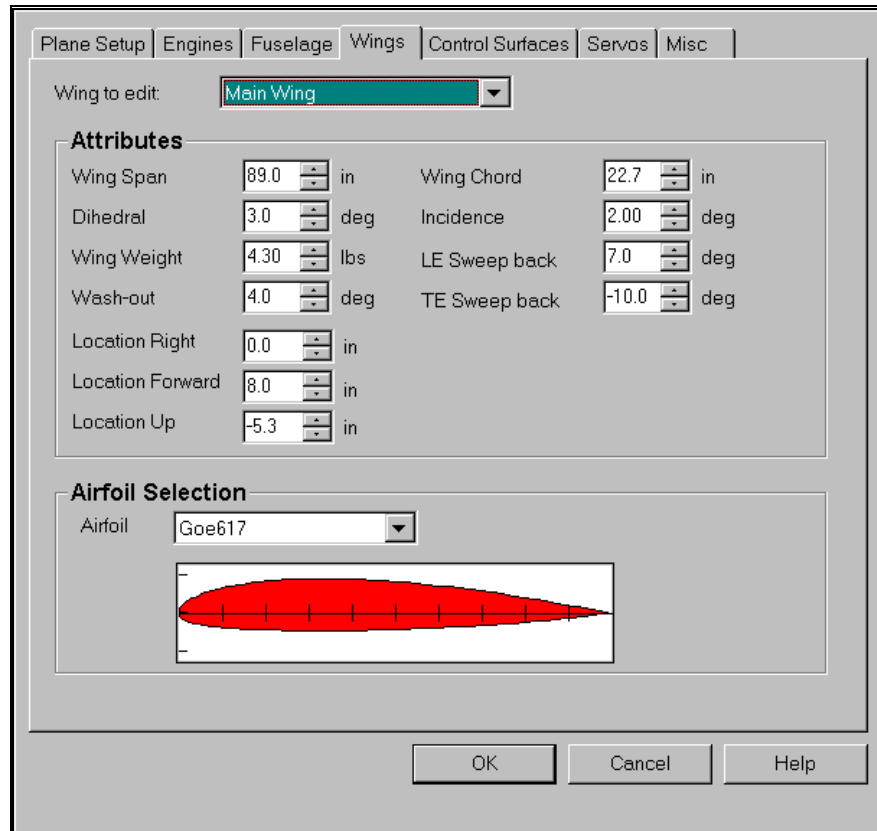 Plane Setup Engines Fuselage Wings Control Surfaces Servos Misc
Wing to edit: Main Wing
Attributes
Wing Span 89.0 in Wing Chord 22.7 in
Dihedral 3.0 deg Incidence 2.00 deg
Wing Weight 4.30 lbs LE Sweep back 7.0 deg
Wash-out 4.0 deg TE Sweep back -10.0 deg
Location Right 0.0 in
Location Forward 8.0 in
Location Up -5.3 in
Airfoil Selection
Airfoil Goe617
OK Cancel Help